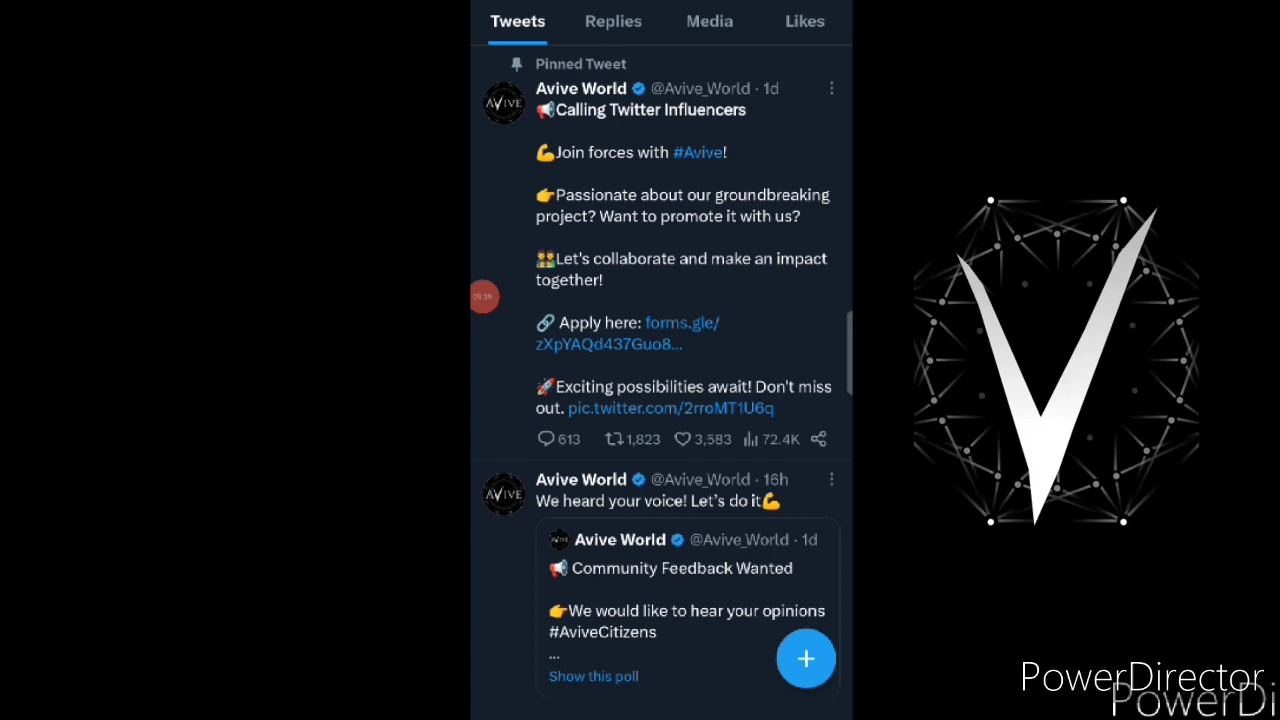 Tweets Replies Media Likes
Pinned Tweet
Avive World @Avive_World · 1d
📢Calling Twitter Influencers
💪Join forces with #Avive!
👉Passionate about our groundbreaking
project? Want to promote it with us?
👬Let's collaborate and make an impact
together!
🔗 Apply here: forms.gle/
zXpYAQd437Guo8...
🚀Exciting possibilities await! Don't miss
out. pic.twitter.com/2rroMT1U6q
613 1,823 3,583 72.4K
AVIVE
Avive World @Avive_World · 16h
We heard your voice! Let's do it💪
AVIVE
Avive World @Avive_World · 1d
📢 Community Feedback Wanted
👉We would like to hear your opinions
#AviveCitizens
...
Show this poll
PowerDirector
PowerDi